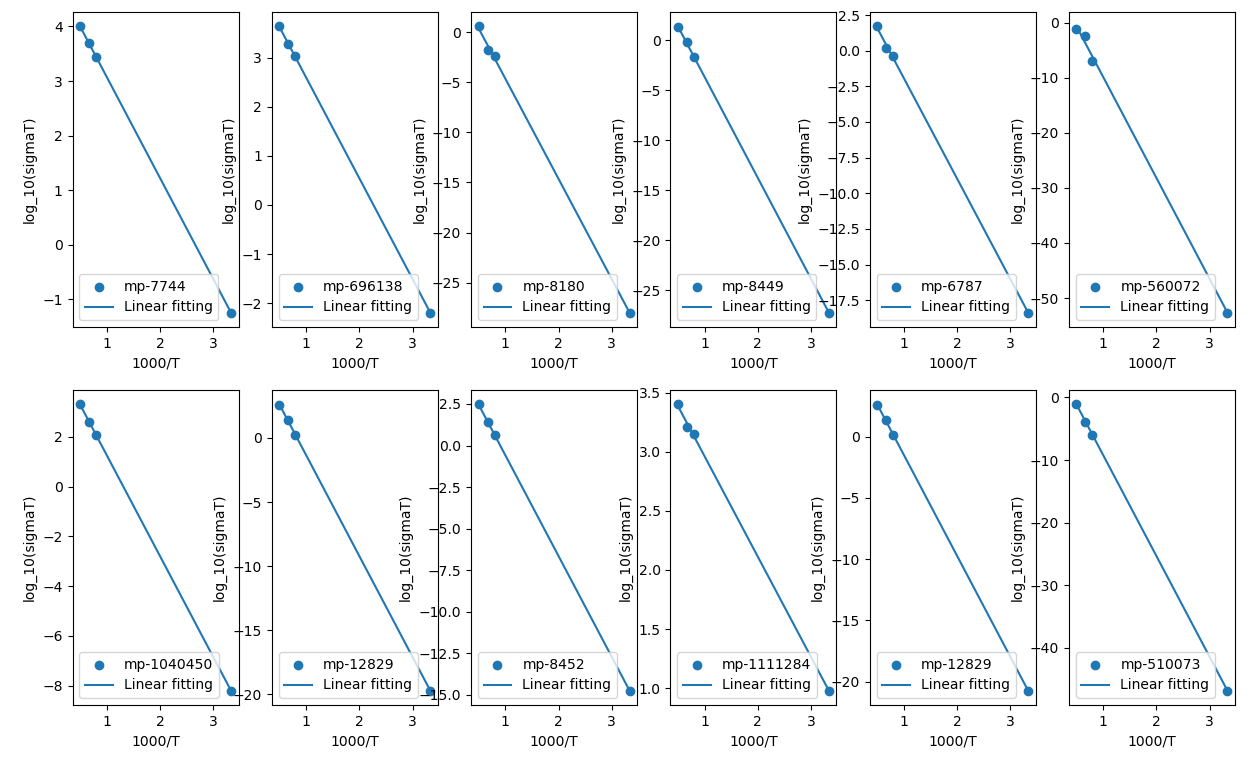 4
3
2
1
0
−1
log_10(sigmaT)
mp-7744
Linear fitting
1 2 3
1000/T
3
2
1
0
−1
−2
log_10(sigmaT)
mp-696138
Linear fitting
1 2 3
1000/T
0
−5
−10
−15
−20
−25
log_10(sigmaT)
mp-8180
Linear fitting
1 2 3
1000/T
0
−5
−10
−15
−20
−25
log_10(sigmaT)
mp-8449
Linear fitting
1 2 3
1000/T
2.5
0.0
−2.5
−5.0
−7.5
−10.0
−12.5
−15.0
−17.5
log_10(sigmaT)
mp-6787
Linear fitting
1 2 3
1000/T
0
−10
−20
−30
−40
−50
log_10(sigmaT)
mp-560072
Linear fitting
1 2 3
1000/T
2
0
−2
−4
−6
−8
log_10(sigmaT)
mp-1040450
Linear fitting
1 2 3
1000/T
0
−5
−10
−15
−20
log_10(sigmaT)
mp-12829
Linear fitting
1 2 3
1000/T
2.5
0.0
−2.5
−5.0
−7.5
−10.0
−12.5
−15.0
log_10(sigmaT)
mp-8452
Linear fitting
1 2 3
1000/T
3.5
3.0
2.5
2.0
1.5
1.0
log_10(sigmaT)
mp-1111284
Linear fitting
1 2 3
1000/T
0
−5
−10
−15
−20
log_10(sigmaT)
mp-12829
Linear fitting
1 2 3
1000/T
0
−10
−20
−30
−40
log_10(sigmaT)
mp-510073
Linear fitting
1 2 3
1000/T